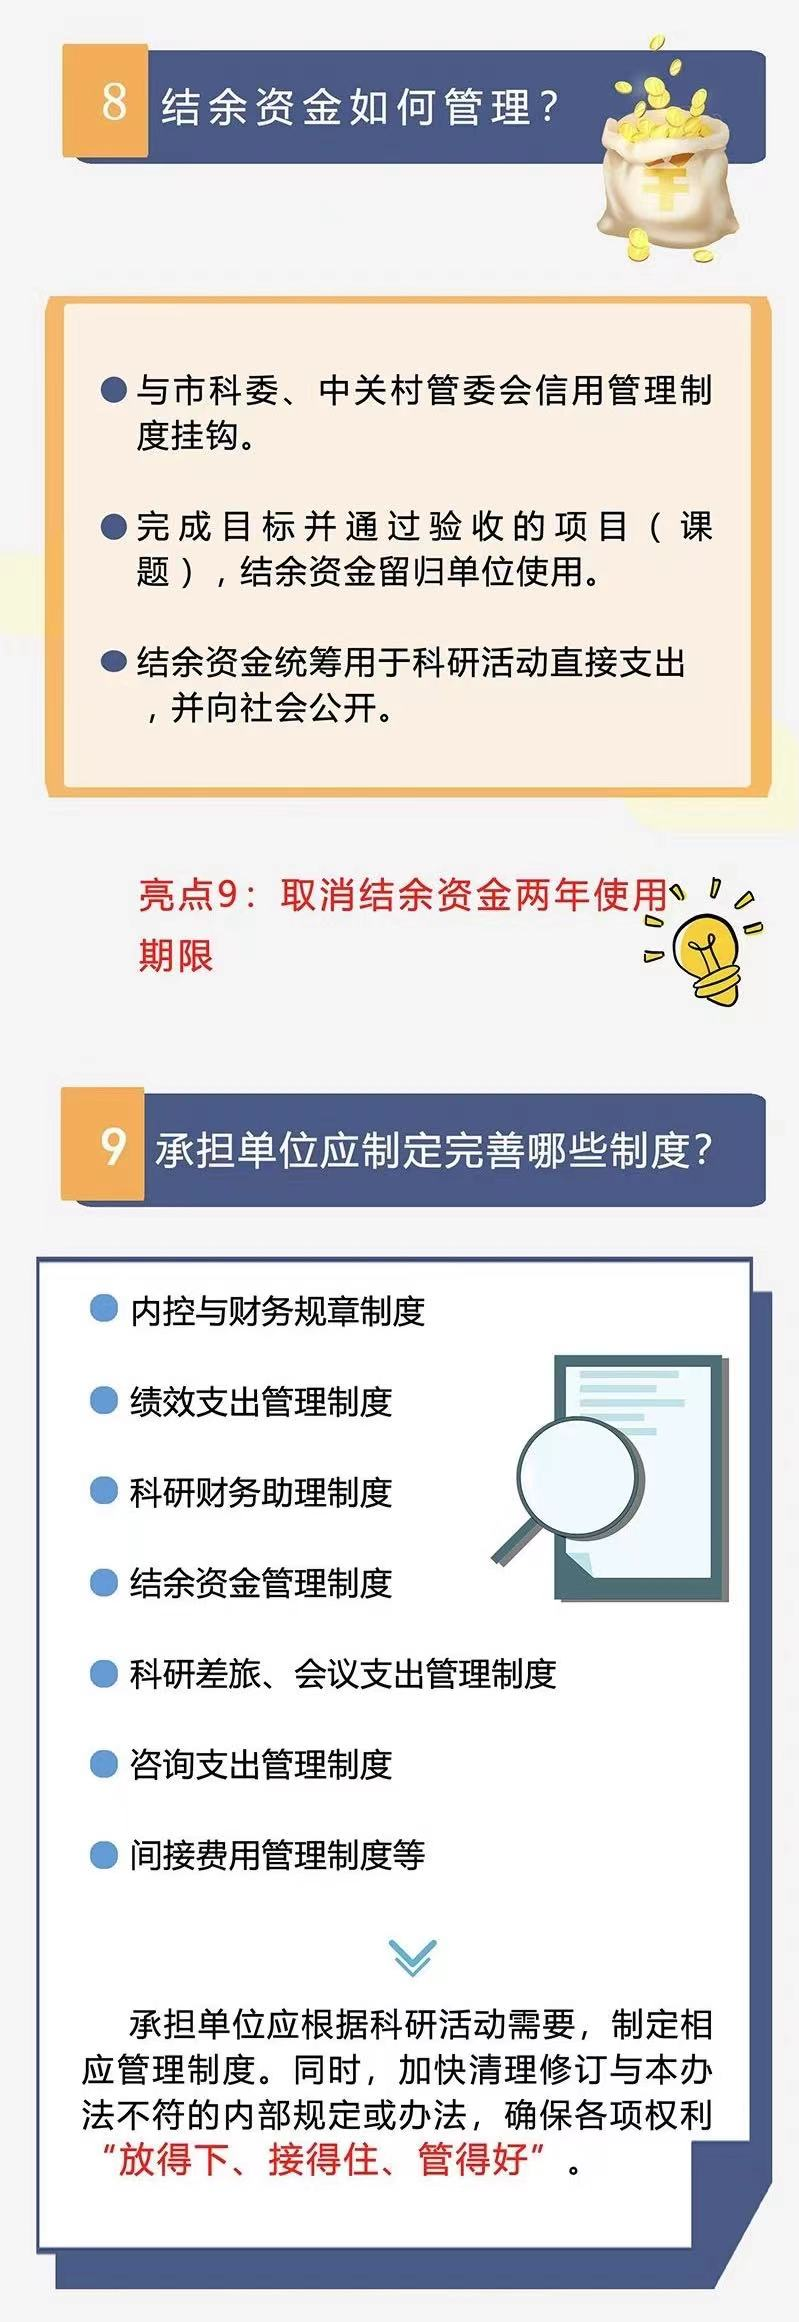 8 结余资金如何管理？
¥
●与市科委、中关村管委会信用管理制
度挂钩。
●完成目标并通过验收的项目（课
题），结余资金留归单位使用。
●结余资金统筹用于科研活动直接支出
，并向社会公开。
亮点9：取消结余资金两年使用
期限
9 承担单位应制定完善哪些制度？
●内控与财务规章制度
●绩效支出管理制度
●科研财务助理制度
●结余资金管理制度
●科研差旅、会议支出管理制度
●咨询支出管理制度
●间接费用管理制度等
承担单位应根据科研活动需要，制定相
应管理制度。同时，加快清理修订与本办
法不符的内部规定或办法，确保各项权利
“放得下、接得住、管得好”。